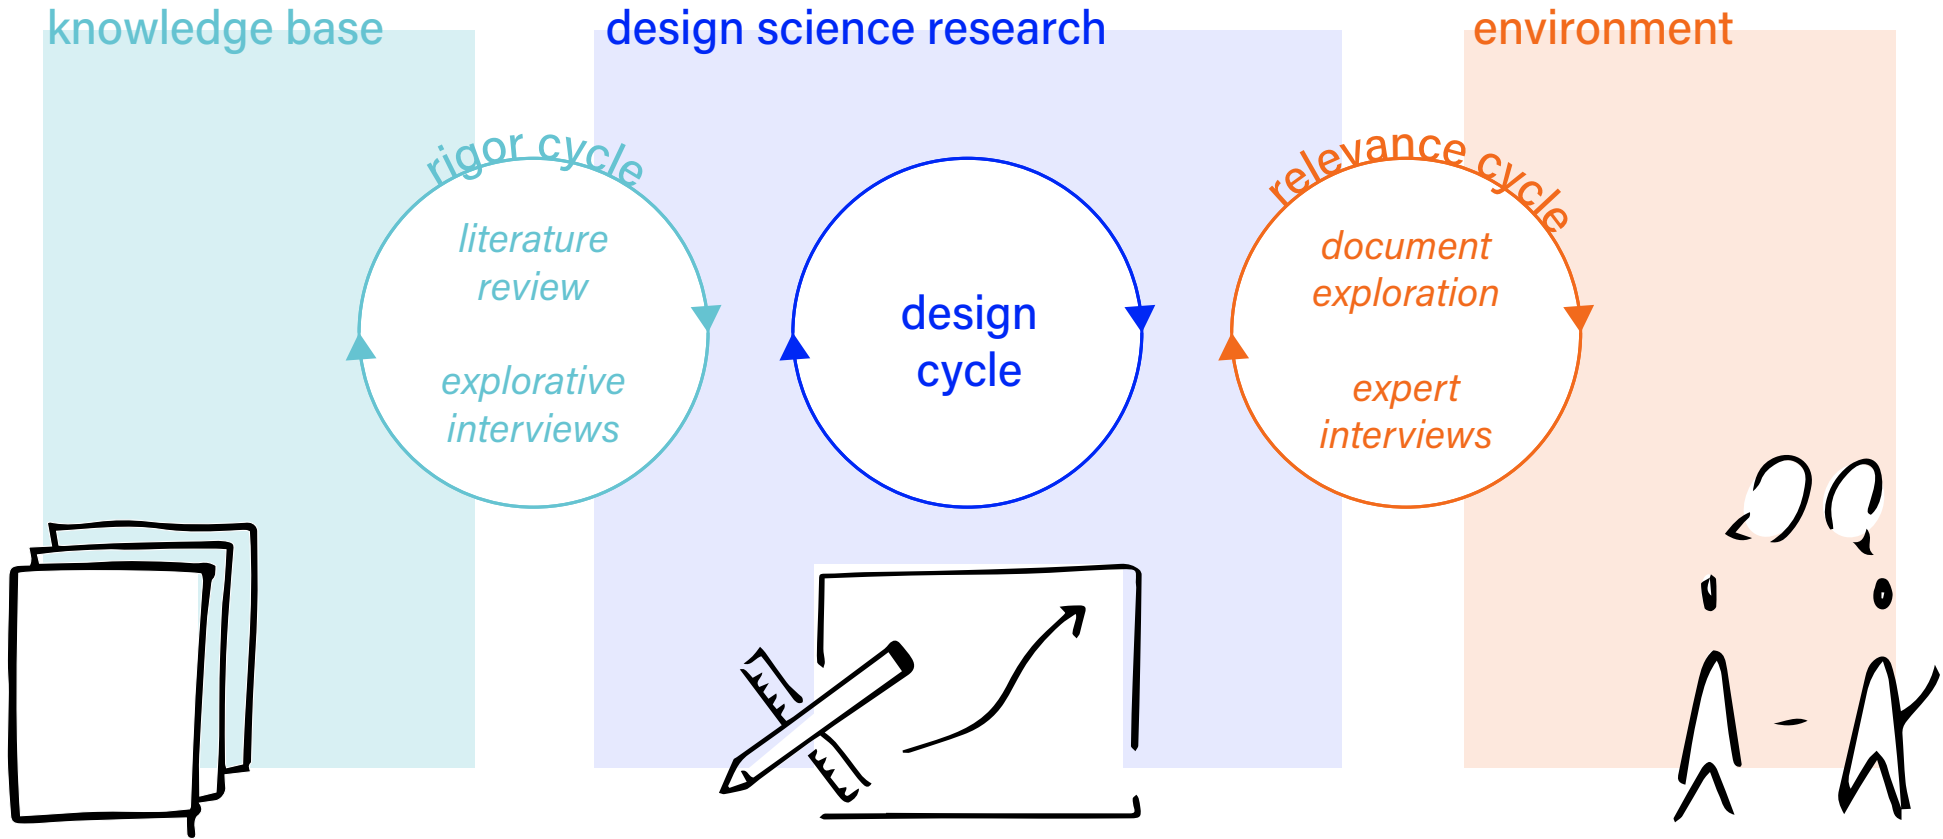 knowledge base
design science research
environment
rigor cycle
literature
review
explorative
interviews
design
cycle
relevance cycle
document
exploration
expert
interviews